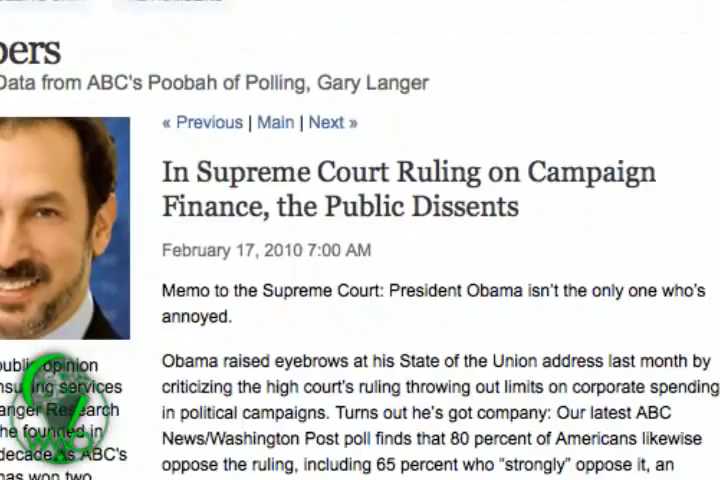 bers
Data from ABC's Poobah of Polling, Gary Langer
« Previous | Main | Next »
In Supreme Court Ruling on Campaign
Finance, the Public Dissents
February 17, 2010 7:00 AM
Memo to the Supreme Court: President Obama isn't the only one who's
annoyed.
Obama raised eyebrows at his State of the Union address last month by
criticizing the high court's ruling throwing out limits on corporate spending
in political campaigns. Turns out he's got company: Our latest ABC
News/Washington Post poll finds that 80 percent of Americans likewise
oppose the ruling, including 65 percent who "strongly" oppose it, an
public opinion
services
anger Research
he founded in
decade. As ABC's
has won two